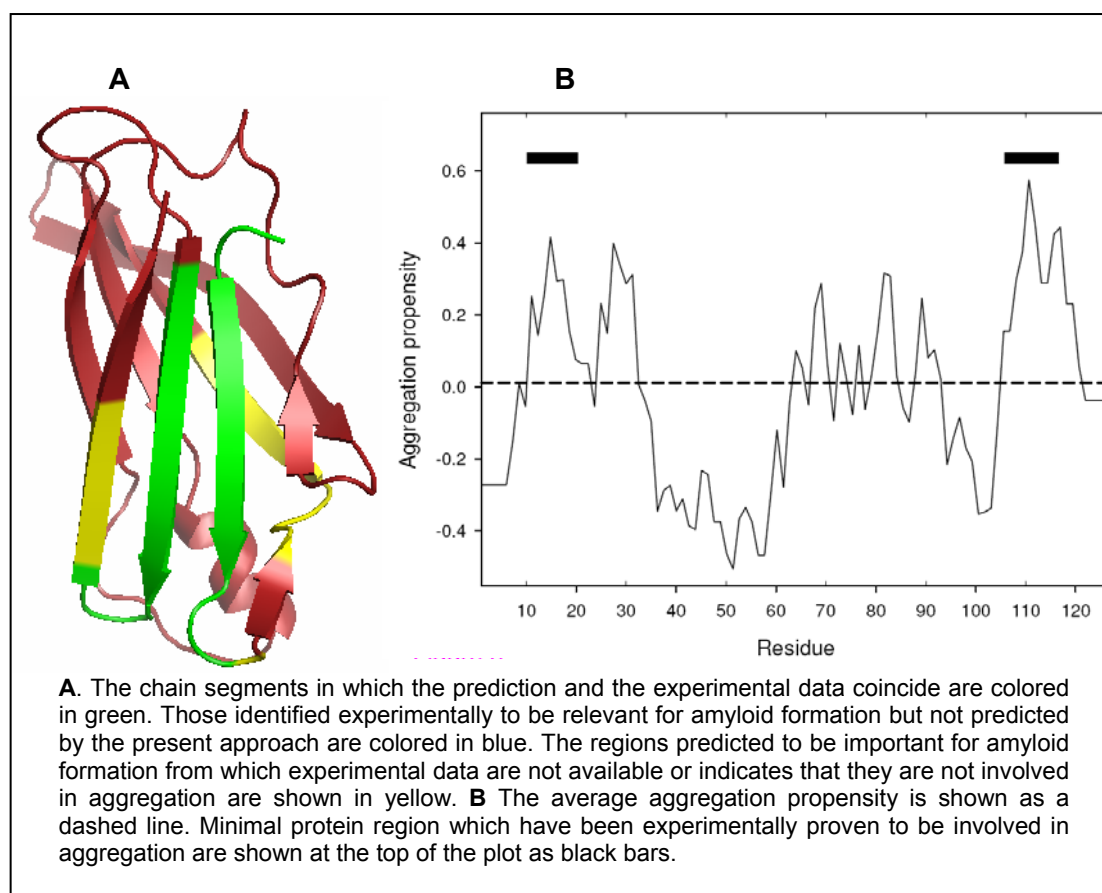 A
B
0.6
0.4
0.2
0.0
-0.2
-0.4
Aggregation propensity
10 20 30 40 50 60 70 80 90 100 110 120
Residue
A. The chain segments in which the prediction and the experimental data coincide are colored
in green. Those identified experimentally to be relevant for amyloid formation but not predicted
by the present approach are colored in blue. The regions predicted to be important for amyloid
formation from which experimental data are not available or indicates that they are not involved
in aggregation are shown in yellow. B The average aggregation propensity is shown as a
dashed line. Minimal protein region which have been experimentally proven to be involved in
aggregation are shown at the top of the plot as black bars.